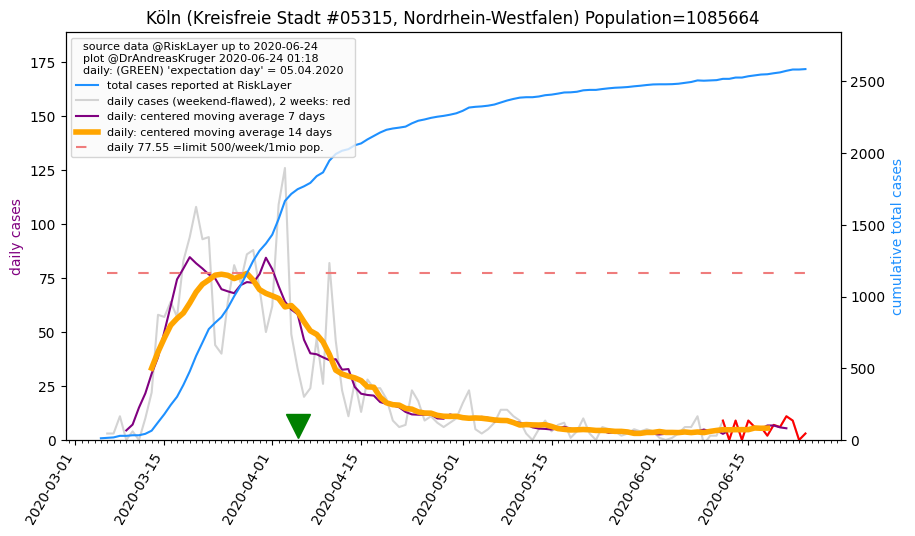 Köln (Kreisfreie Stadt #05315, Nordrhein-Westfalen) Population=1085664
source data @RiskLayer up to 2020-06-24
plot @DrAndreasKruger 2020-06-24 01:18
daily: (GREEN) 'expectation day' = 05.04.2020
total cases reported at RiskLayer
daily cases (weekend-flawed), 2 weeks: red
daily: centered moving average 7 days
daily: centered moving average 14 days
daily 77.55 =limit 500/week/1mio pop.
daily cases
175
150
125
100
75
50
25
0
2500
2000
1500
1000
500
0
cumulative total cases
2020-03-01
2020-03-15
2020-04-01
2020-04-15
2020-05-01
2020-05-15
2020-06-01
2020-06-15